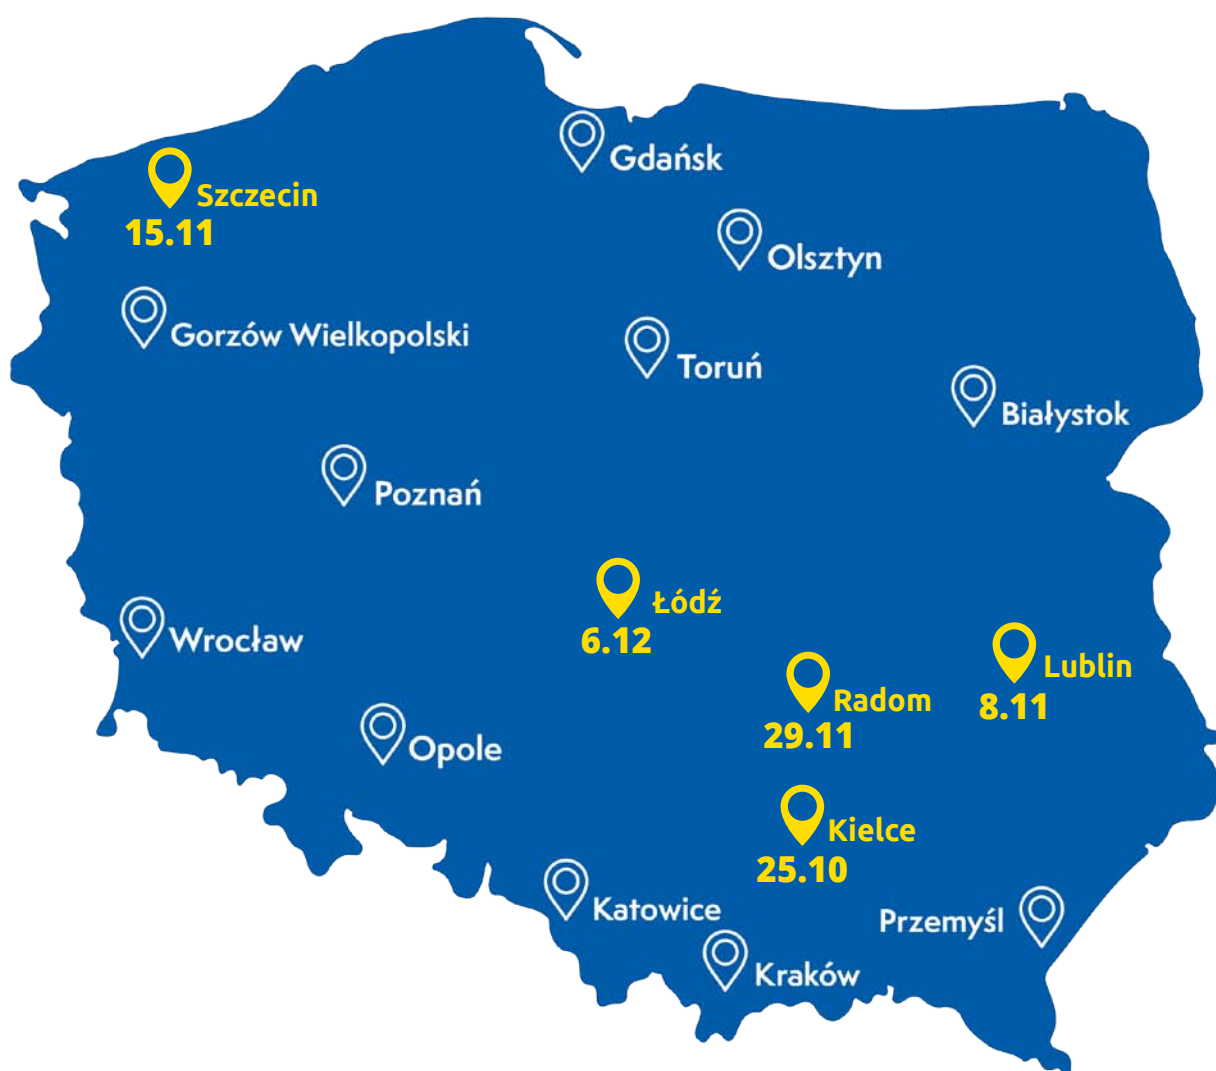 Gdańsk
Szczecin
15.11
Olsztyn
Gorzów Wielkopolski
Toruń
Białystok
Poznań
Łódź
6.12
Wrocław
Lublin
8.11
Radom
29.11
Opole
Kielce
25.10
Katowice
Przemyśl
Kraków